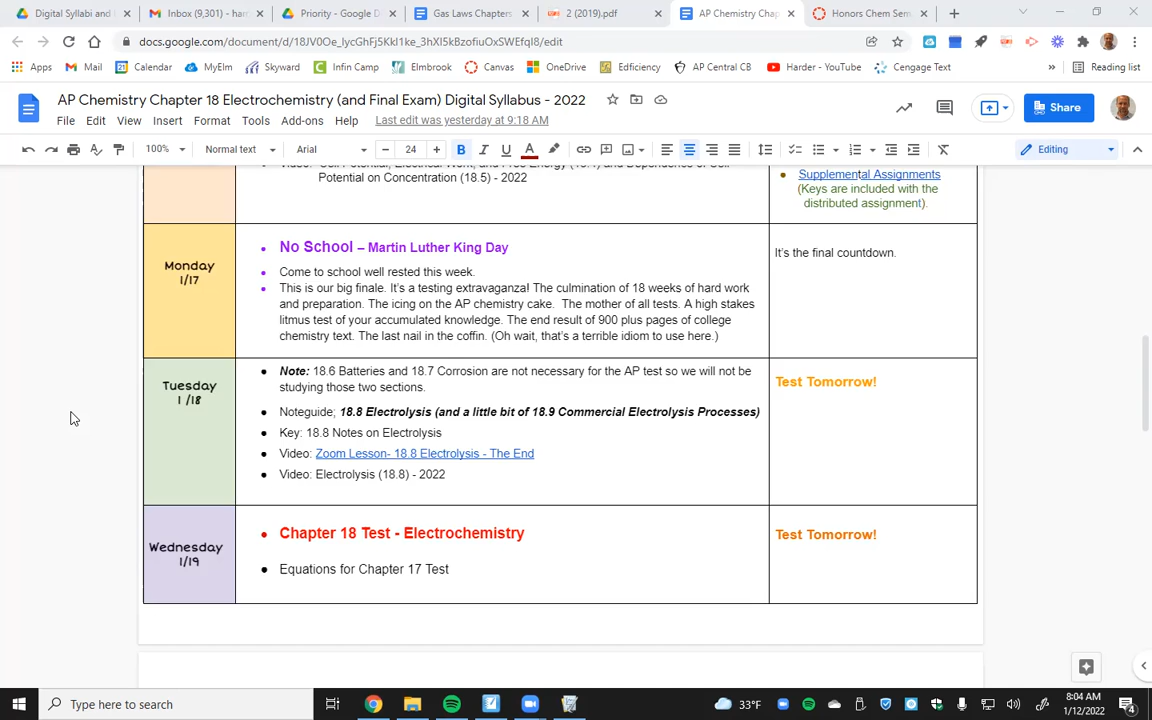 Digital Syllabi and
Inbox (9,301) - har
Priority - Google D
Gas Laws Chapters
2 (2019).pdf
AP Chemistry Chap
Honors Chem Sem
docs.google.com/document/d/18JV0Oe_lycGhFj5KkI1ke_3hXI5kBzofiuOxSWEfqI8/edit
Apps
Mail
Calendar
MyElm
Skyward
Infin Camp
Elmbrook
Canvas
OneDrive
Edficiency
AP Central CB
Harder - YouTube
Cengage Text
»
Reading list
AP Chemistry Chapter 18 Electrochemistry (and Final Exam) Digital Syllabus - 2022
Share
File Edit View Insert Format Tools Add-ons Help Last edit was yesterday at 9:18 AM
100% Normal text Arial 24 B I U A Editing
Potential on Concentration (18.5) - 2022
Supplemental Assignments
(Keys are included with the
distributed assignment).
Monday
1/17
No School – Martin Luther King Day
Come to school well rested this week.
This is our big finale. It's a testing extravaganza! The culmination of 18 weeks of hard work
and preparation. The icing on the AP chemistry cake. The mother of all tests. A high stakes
litmus test of your accumulated knowledge. The end result of 900 plus pages of college
chemistry text. The last nail in the coffin. (Oh wait, that's a terrible idiom to use here.)
It's the final countdown.
Tuesday
1 /18
Note: 18.6 Batteries and 18.7 Corrosion are not necessary for the AP test so we will not be
studying those two sections.
Noteguide; 18.8 Electrolysis (and a little bit of 18.9 Commercial Electrolysis Processes)
Key: 18.8 Notes on Electrolysis
Video: Zoom Lesson- 18.8 Electrolysis - The End
Video: Electrolysis (18.8) - 2022
Test Tomorrow!
Wednesday
1/19
Chapter 18 Test - Electrochemistry
Equations for Chapter 17 Test
Test Tomorrow!
Type here to search
33°F
8:04 AM
1/12/2022
4